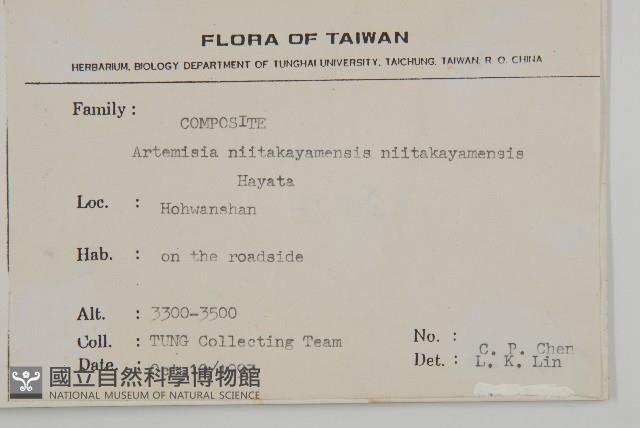 FLORA OF TAIWAN
HERBARIUM, BIOLOGY DEPARTMENT OF TUNGHAI UNIVERSITY, TAICHUNG, TAIWAN, R. O. CHINA
Family :
COMPOSITE
Artemisia niitakayamensis niitakayamensis
Hayata
Loc. : Hohwanshan
Hab. : on the roadside
Alt. : 3300-3500
Coll. : TUNG Collecting Team
No. : C. P. Chen
Date :
Det. : L. K. Lin
國立自然科學博物館
NATIONAL MUSEUM OF NATURAL SCIENCE